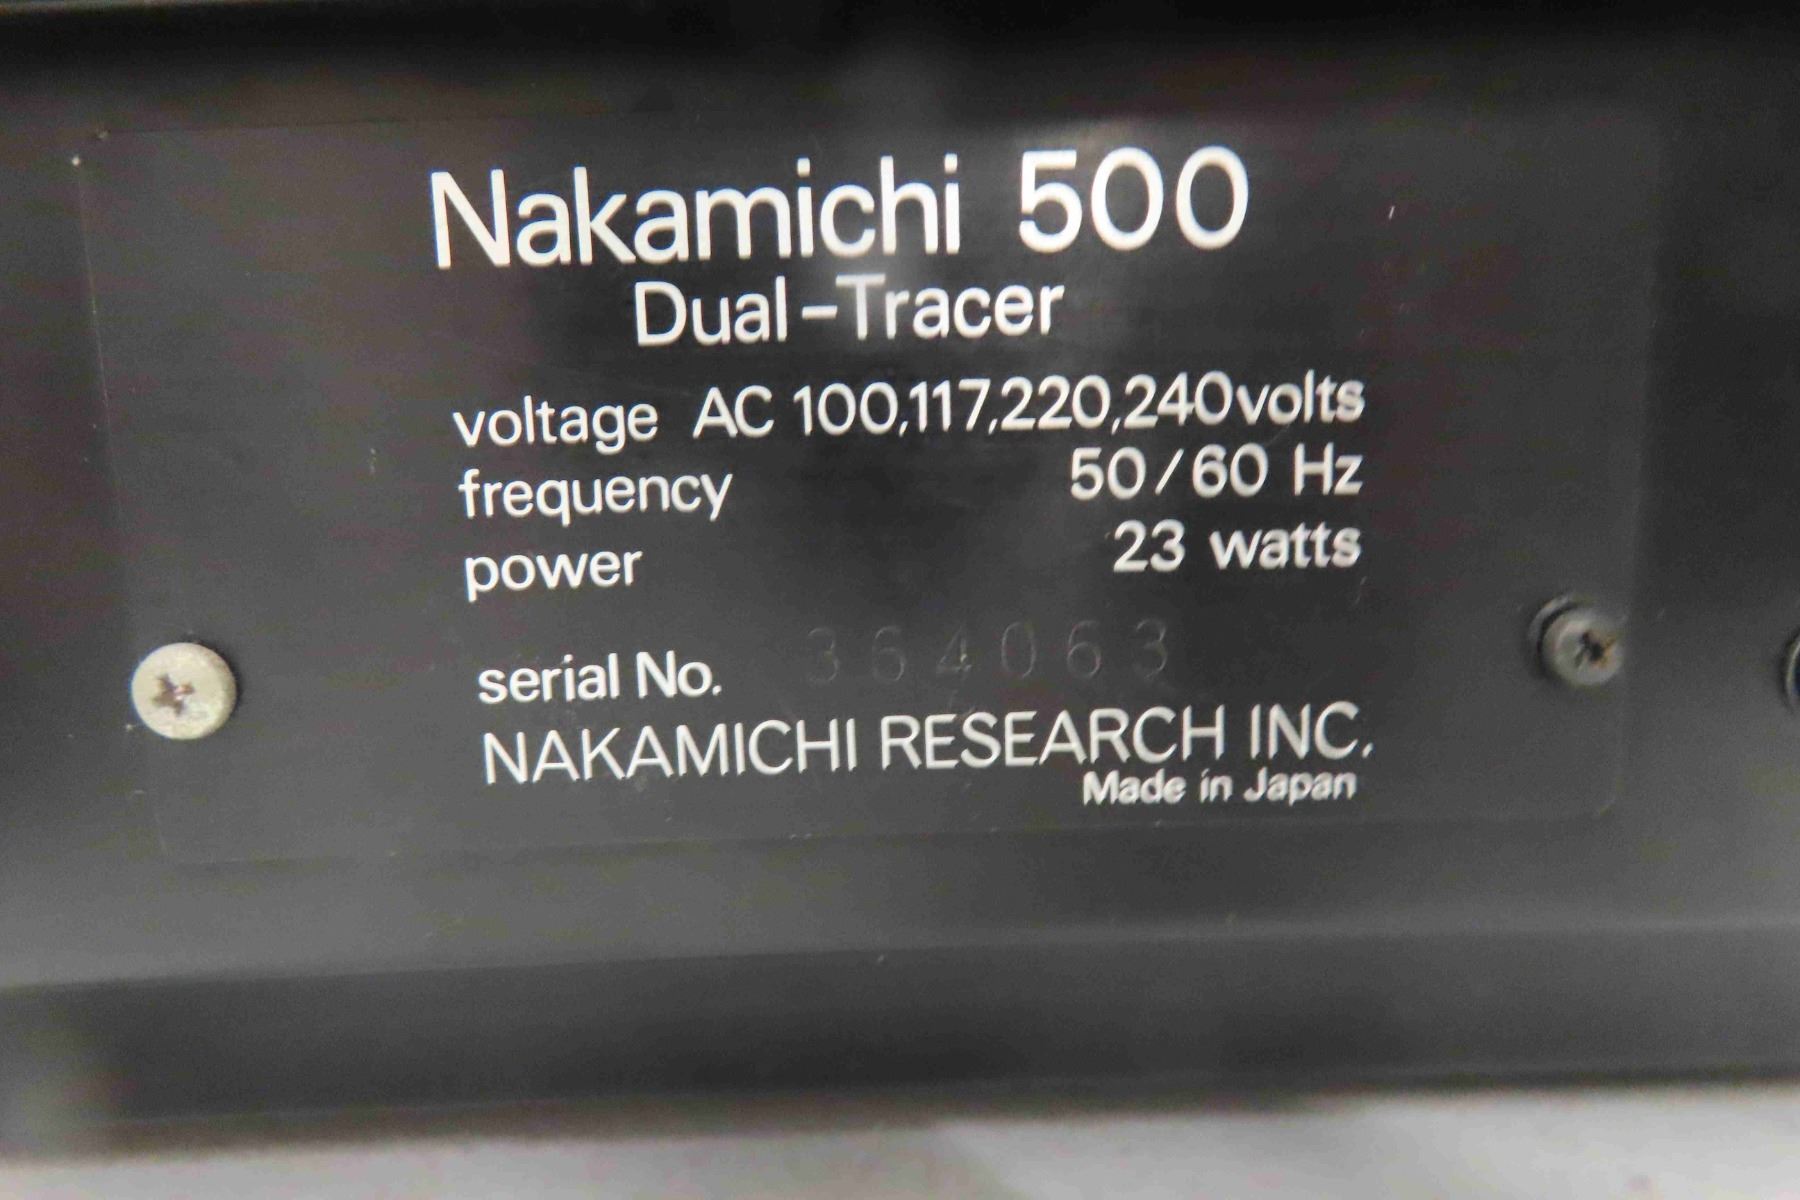 Nakamichi 500
Dual-Tracer
voltage AC 100,117,220,240volts
frequency 50/60 Hz
power 23 watts
serial No. 364063
NAKAMICHI RESEARCH INC.
Made in Japan